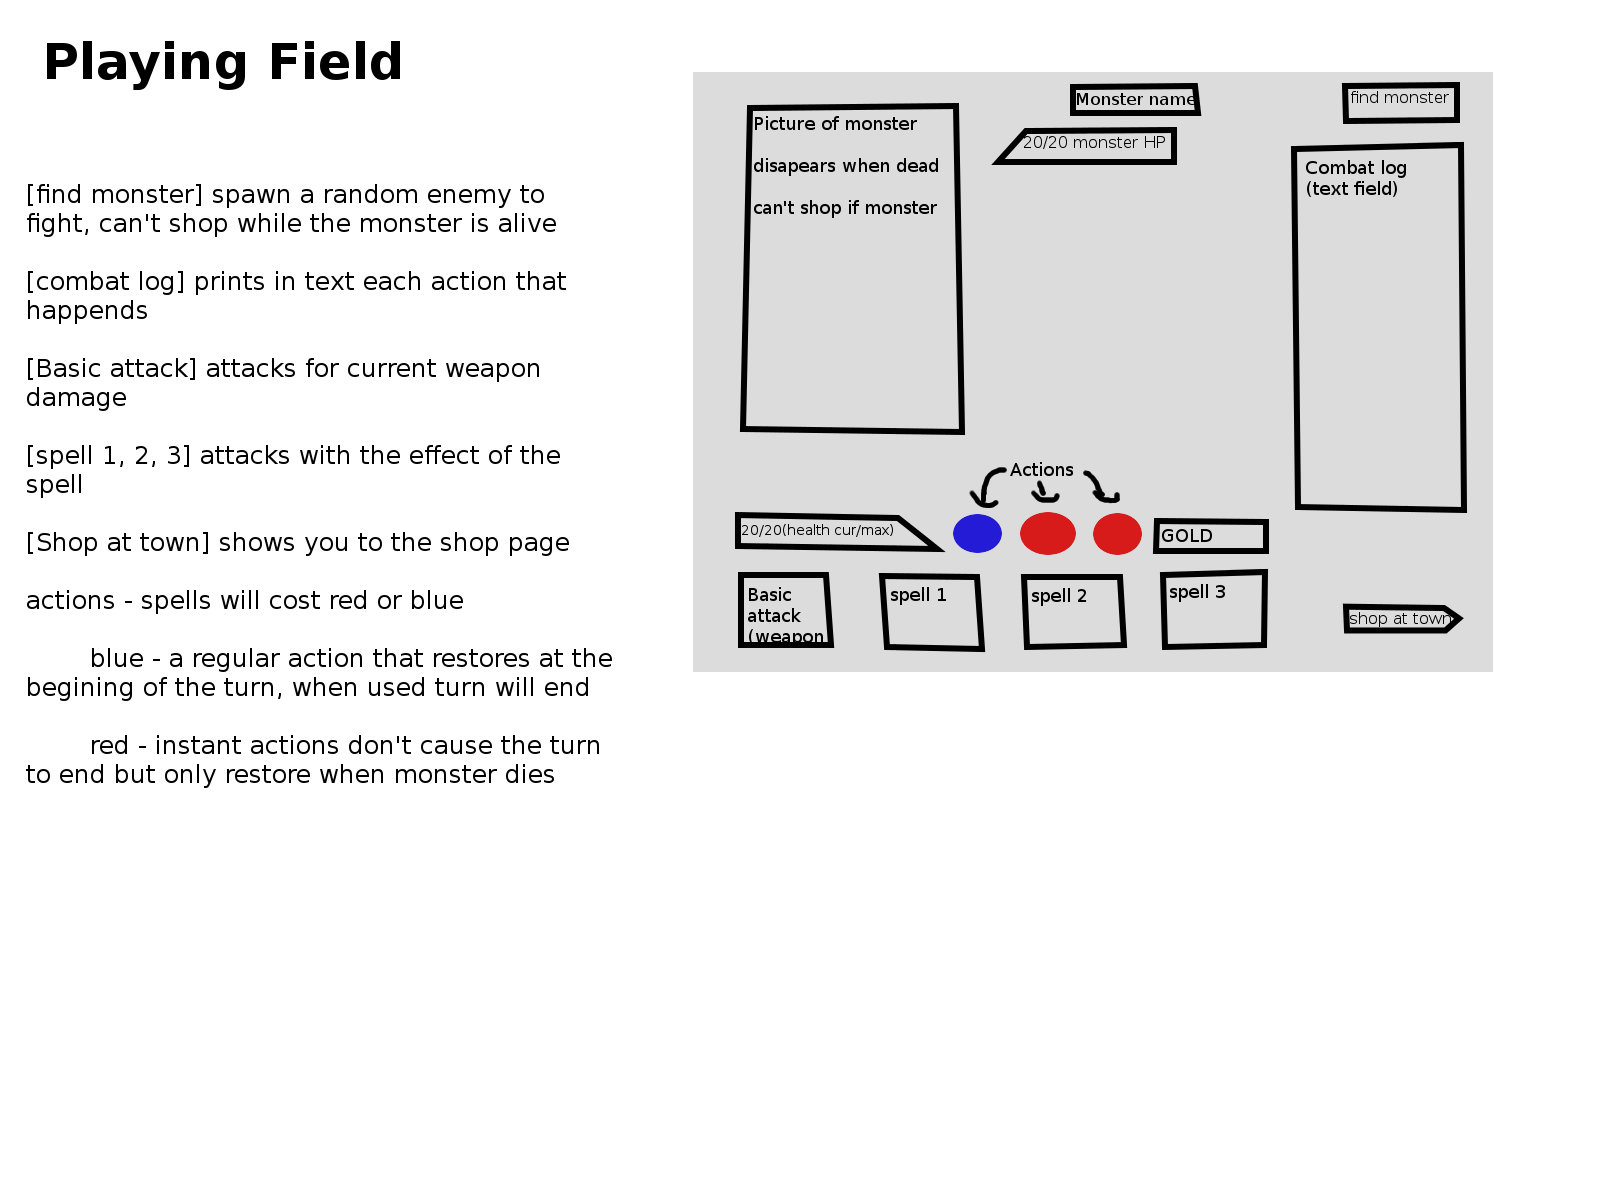 Playing Field
[find monster] spawn a random enemy to
fight, can't shop while the monster is alive
[combat log] prints in text each action that
happends
[Basic attack] attacks for current weapon
damage
[spell 1, 2, 3] attacks with the effect of the
spell
[Shop at town] shows you to the shop page
actions - spells will cost red or blue
blue - a regular action that restores at the
begining of the turn, when used turn will end
red - instant actions don't cause the turn
to end but only restore when monster dies
Monster name
find monster
Picture of monster
disapears when dead
can't shop if monster
20/20 monster HP
Combat log
(text field)
Actions
20/20(health cur/max)
GOLD
Basic
attack
(weapon
spell 1
spell 2
spell 3
shop at town